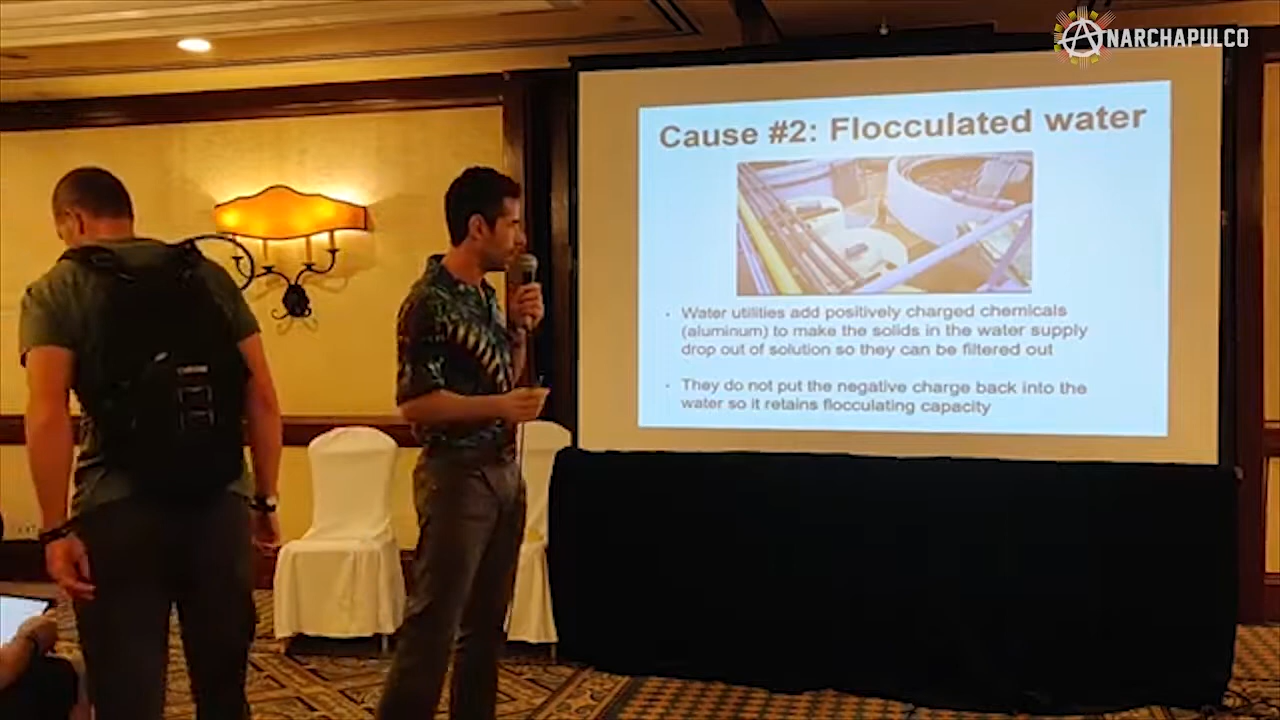 ANARCHAPULCO
Cause #2: Flocculated water
· Water utilities add positively charged chemicals
(aluminum) to make the solids in the water supply
drop out of solution so they can be filtered out
· They do not put the negative charge back into the
water so it retains flocculating capacity